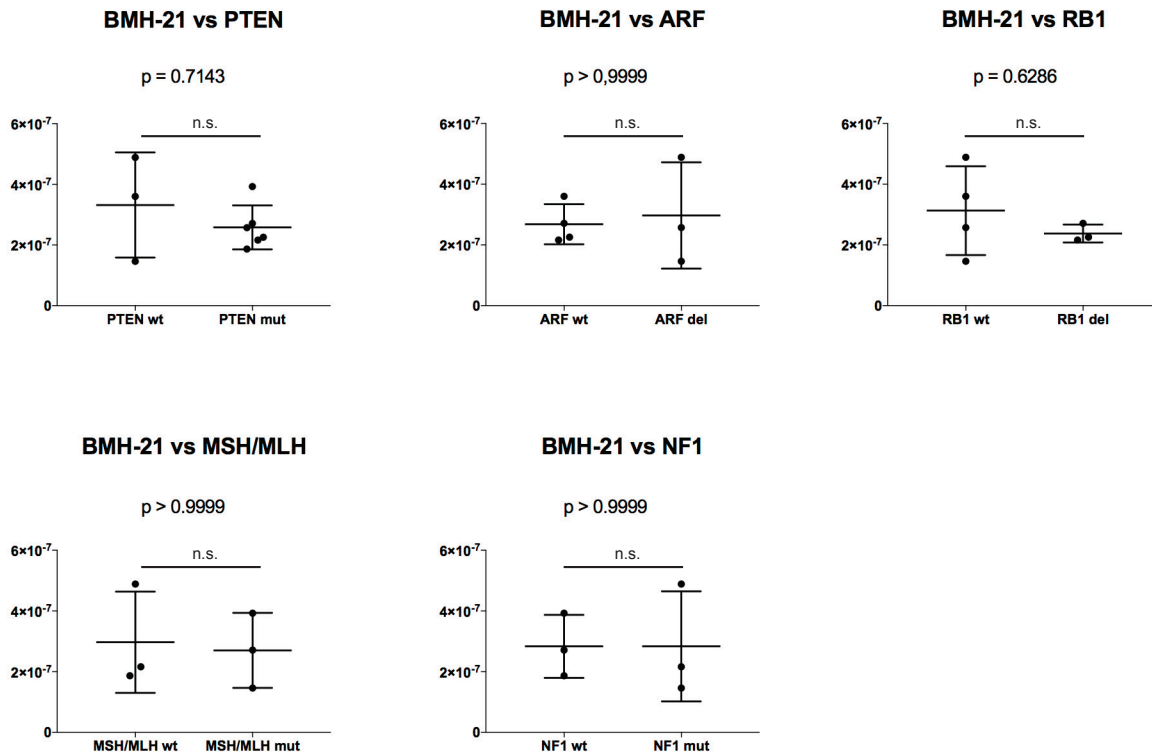 BMH-21 vs PTEN
p = 0.7143
n.s.
6×10⁻⁷
4×10⁻⁷
2×10⁻⁷
0
PTEN wt PTEN mut
BMH-21 vs ARF
p > 0,9999
n.s.
6×10⁻⁷
4×10⁻⁷
2×10⁻⁷
0
ARF wt ARF del
BMH-21 vs RB1
p = 0.6286
n.s.
6×10⁻⁷
4×10⁻⁷
2×10⁻⁷
0
RB1 wt RB1 del
BMH-21 vs MSH/MLH
p > 0.9999
n.s.
6×10⁻⁷
4×10⁻⁷
2×10⁻⁷
0
MSH/MLH wt MSH/MLH mut
BMH-21 vs NF1
p > 0.9999
n.s.
6×10⁻⁷
4×10⁻⁷
2×10⁻⁷
0
NF1 wt NF1 mut